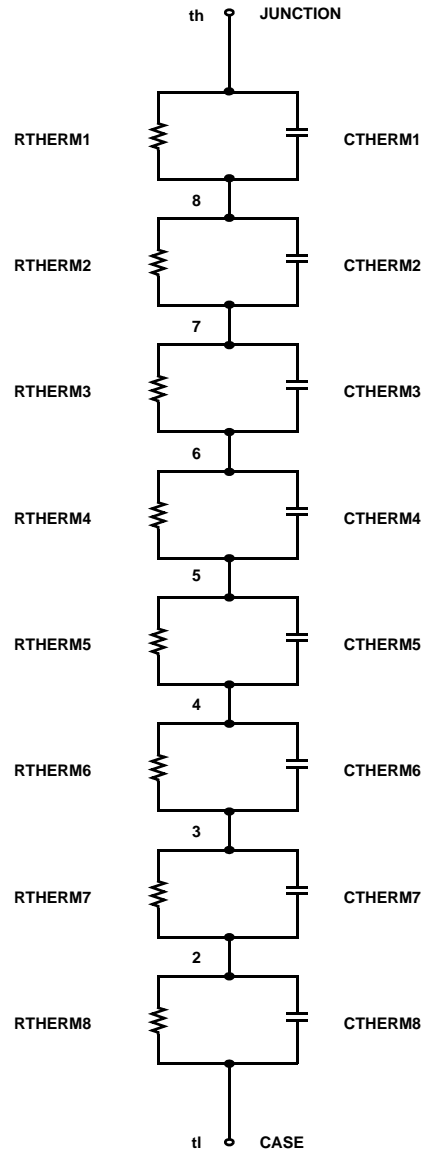 th JUNCTION
RTHERM1 CTHERM1
8
RTHERM2 CTHERM2
7
RTHERM3 CTHERM3
6
RTHERM4 CTHERM4
5
RTHERM5 CTHERM5
4
RTHERM6 CTHERM6
3
RTHERM7 CTHERM7
2
RTHERM8 CTHERM8
tl CASE